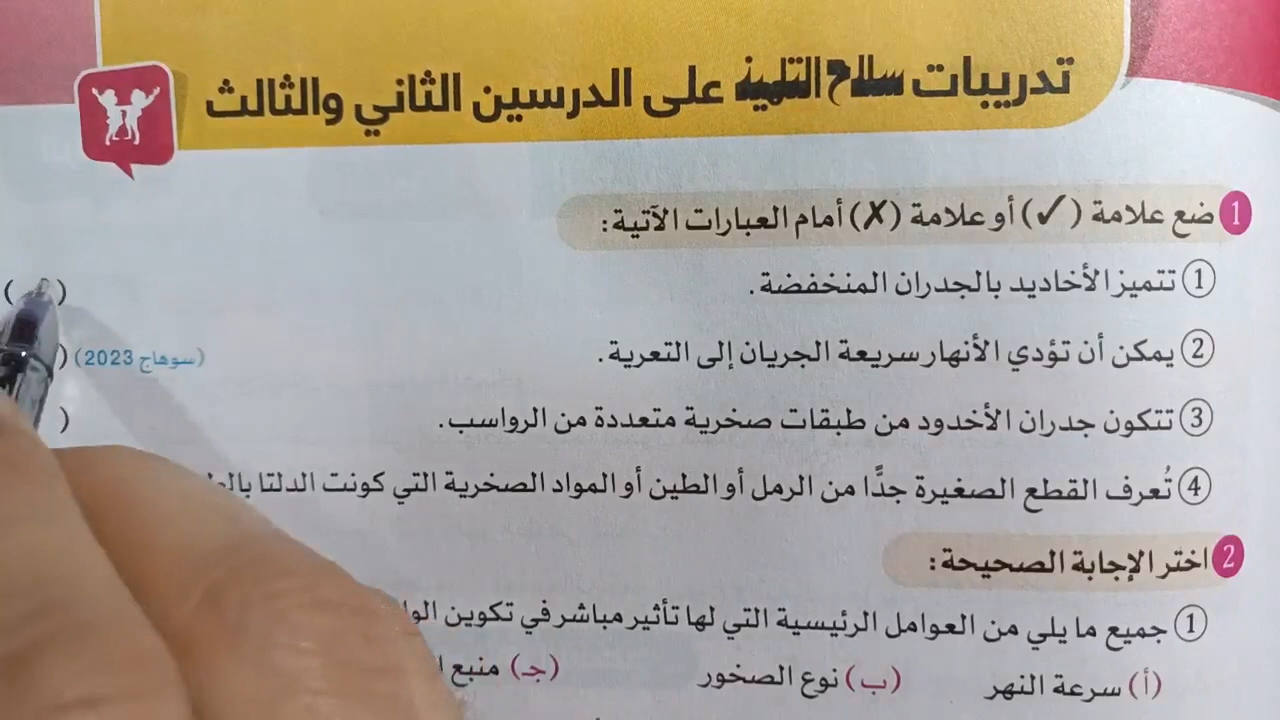 تدريبات سلاح التلميذ على الدرسين الثاني والثالث
1 ضع علامة (✓) أو علامة (✗) أمام العبارات الآتية:
① تتميز الأخاديد بالجدران المنخفضة. ( )
② يمكن أن تؤدي الأنهار سريعة الجريان إلى التعرية. (سوهاج 2023) (
③ تتكون جدران الأخدود من طبقات صخرية متعددة من الرواسب. (
④ تُعرف القطع الصغيرة جدًّا من الرمل أو الطين أو المواد الصخرية التي كونت الدلتا
2 اختر الإجابة الصحيحة:
① جميع ما يلي من العوامل الرئيسية التي لها تأثير مباشر في تكوين
(أ) سرعة النهر (ب) نوع الصخور (جـ) منبع